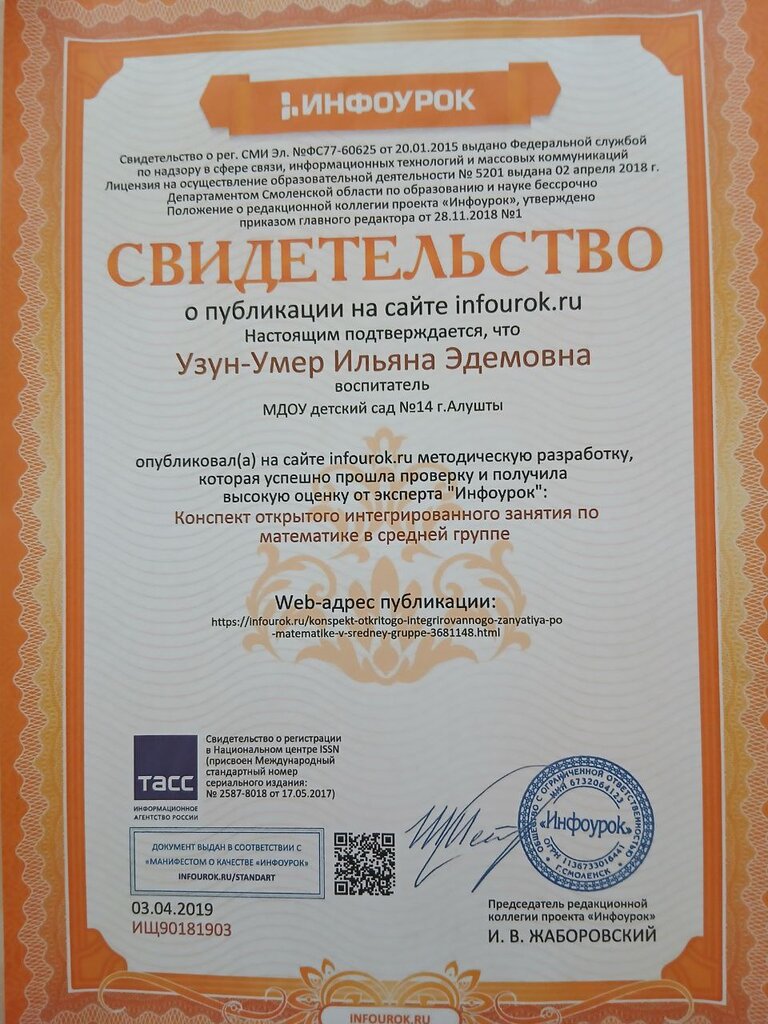 ИНФОУРОК
Свидетельство о рег. СМИ Эл. №ФС77-60625 от 20.01.2015 выдано Федеральной службой
по надзору в сфере связи, информационных технологий и массовых коммуникаций
Лицензия на осуществление образовательной деятельности № 5201 выдана 02 апреля 2018 г.
Департаментом Смоленской области по образованию и науке бессрочно
Положение о редакционной коллегии проекта «Инфоурок», утверждено
приказом главного редактора от 28.11.2018 №1
СВИДЕТЕЛЬСТВО
о публикации на сайте infourok.ru
Настоящим подтверждается, что
Узун-Умер Ильяна Эдемовна
воспитатель
МДОУ детский сад №14 г.Алушты
опубликовал(а) на сайте infourok.ru методическую разработку,
которая успешно прошла проверку и получила
высокую оценку от эксперта "Инфоурок":
Конспект открытого интегрированного занятия по
математике в средней группе
Web-адрес публикации:
https://infourok.ru/konspekt-otkritogo-integrirovannogo-zanyatiya-po
-matematike-v-sredney-gruppe-3681148.html
ТАСС
ИНФОРМАЦИОННОЕ
АГЕНТСТВО РОССИИ
Свидетельство о регистрации
в Национальном центре ISSN
(присвоен Международный
стандартный номер
сериального издания:
№ 2587-8018 от 17.05.2017)
ДОКУМЕНТ ВЫДАН В СООТВЕТСТВИИ С
«МАНИФЕСТОМ О КАЧЕСТВЕ «ИНФОУРОК»
INFOUROK.RU/STANDART
ОБЩЕСТВО С ОГРАНИЧЕННОЙ ОТВЕТСТВЕННОСТЬЮ
ИНН 6732064123
«Инфоурок»
ОГРН 1136733016441
Г.СМОЛЕНСК
03.04.2019
ИЩ90181903
Председатель редакционной
коллегии проекта «Инфоурок»
И. В. ЖАБОРОВСКИЙ
INFOUROK.RU